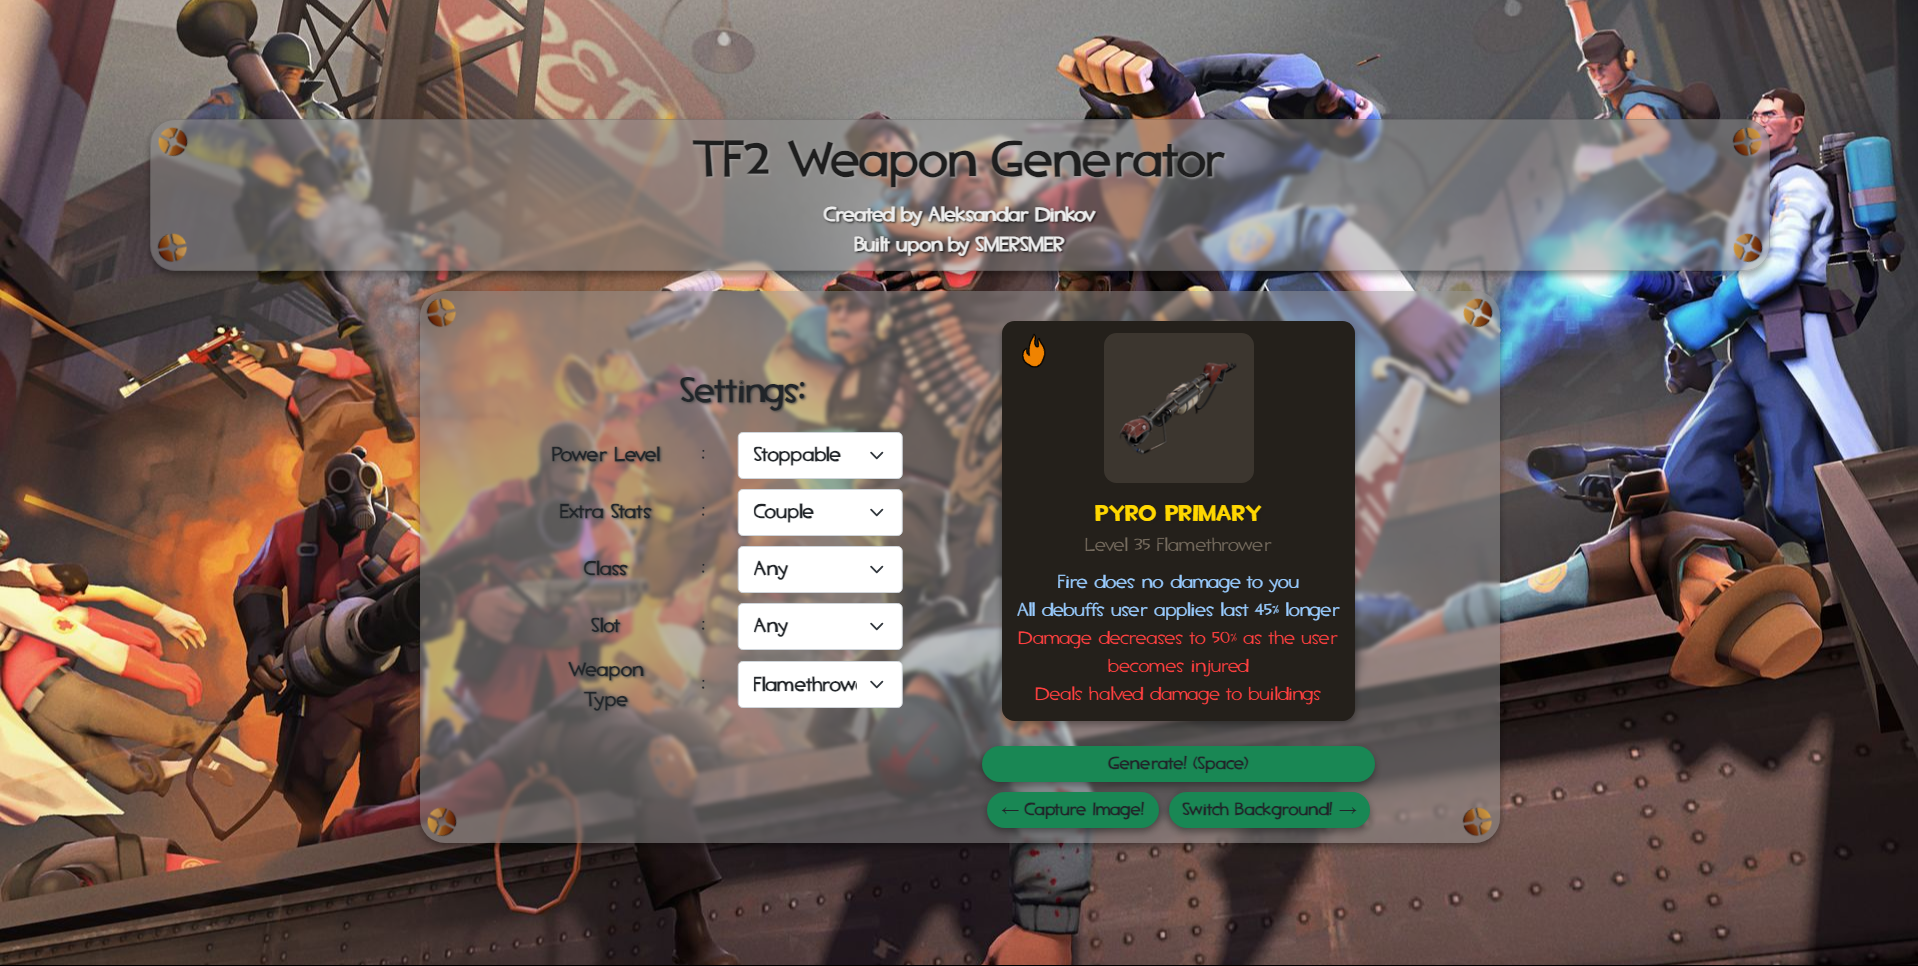 RED
TF2 Weapon Generator
Created by Aleksandar Dinkov
Built upon by SMERSMER
Settings:
Power Level : Stoppable
Extra Stats : Couple
Class : Any
Slot : Any
Weapon
Type : Flamethrow
PYRO PRIMARY
Level 35 Flamethrower
Fire does no damage to you
All debuffs user applies last 45% longer
Damage decreases to 50% as the user
becomes injured
Deals halved damage to buildings
Generate! (Space)
← Capture Image!
Switch Background! →